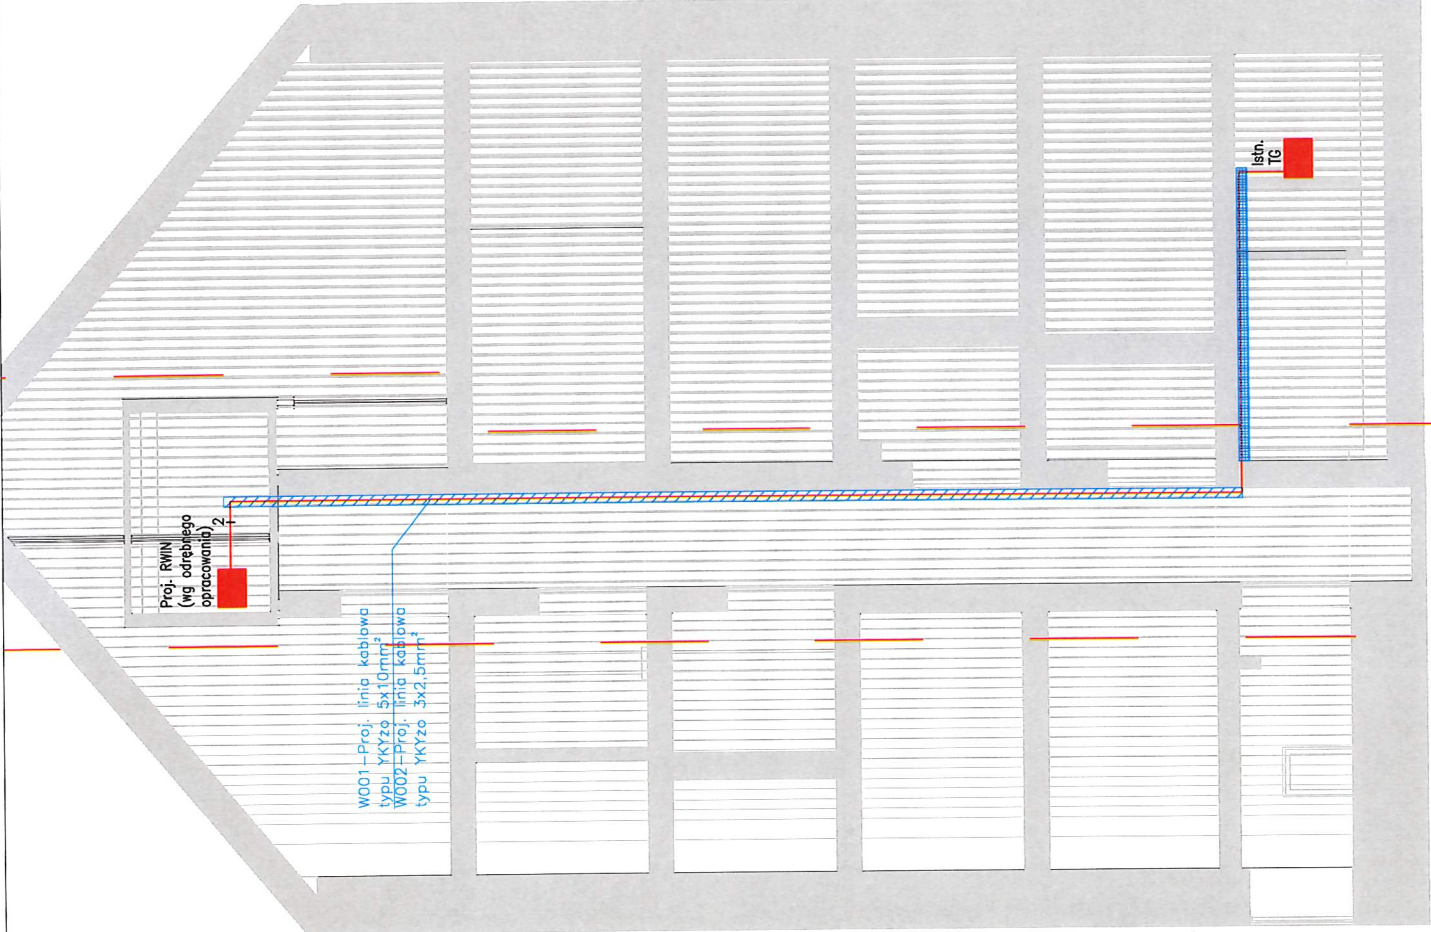 Istn.
TG
Proj. RWIN
(wg odrębnego
opracowania)
2
W001-Proj. linia kablowa
typu YKYżo 5x10mm²
W002-Proj. linia kablowa
typu YKYżo 3x2,5mm²